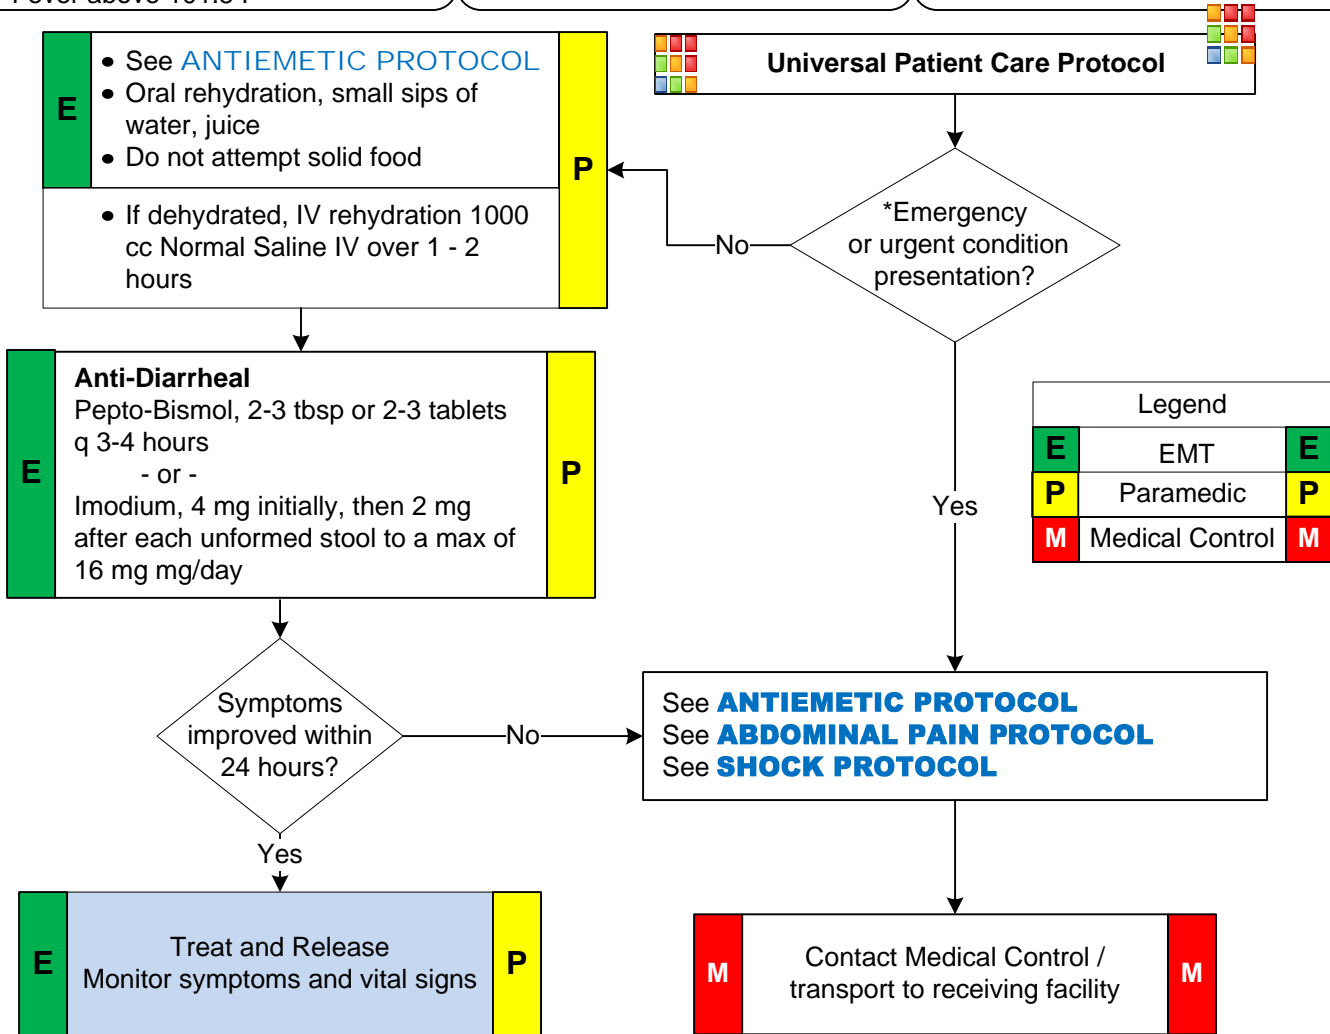 Universal Patient Care Protocol
*Emergency
or urgent condition
presentation?
No
Yes
E
P
• See ANTIEMETIC PROTOCOL
• Oral rehydration, small sips of
water, juice
• Do not attempt solid food
• If dehydrated, IV rehydration 1000
cc Normal Saline IV over 1 - 2
hours
E
P
Anti-Diarrheal
Pepto-Bismol, 2-3 tbsp or 2-3 tablets
q 3-4 hours
- or -
Imodium, 4 mg initially, then 2 mg
after each unformed stool to a max of
16 mg mg/day
Legend
E EMT E
P Paramedic P
M Medical Control M
Symptoms
improved within
24 hours?
No
Yes
See ANTIEMETIC PROTOCOL
See ABDOMINAL PAIN PROTOCOL
See SHOCK PROTOCOL
E
P
Treat and Release
Monitor symptoms and vital signs
M
M
Contact Medical Control /
transport to receiving facility